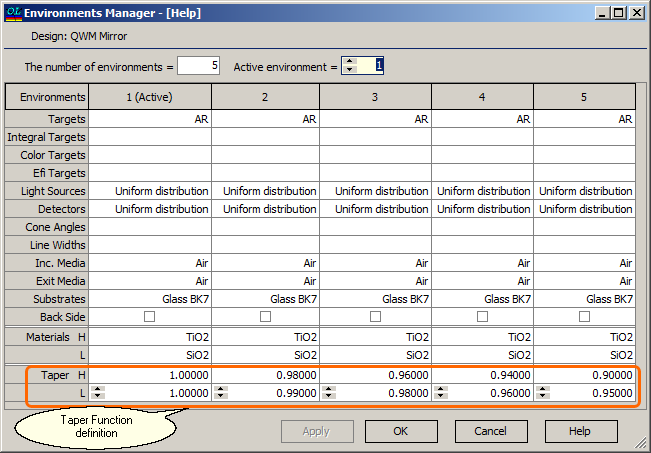 OL Environments Manager - [Help]
Design: QWM Mirror
The number of environments = 5 Active environment = 1
Environments 1 (Active) 2 3 4 5
Targets AR AR AR AR AR
Integral Targets
Color Targets
Efi Targets
Light Sources Uniform distribution Uniform distribution Uniform distribution Uniform distribution Uniform distribution
Detectors Uniform distribution Uniform distribution Uniform distribution Uniform distribution Uniform distribution
Cone Angles
Line Widths
Inc. Media Air Air Air Air Air
Exit Media Air Air Air Air Air
Substrates Glass BK7 Glass BK7 Glass BK7 Glass BK7 Glass BK7
Back Side
Materials H TiO2 TiO2 TiO2 TiO2 TiO2
L SiO2 SiO2 SiO2 SiO2 SiO2
Taper H 1.00000 0.98000 0.96000 0.94000 0.90000
L 1.00000 0.99000 0.98000 0.96000 0.95000
Taper Function
definition
Apply OK Cancel Help